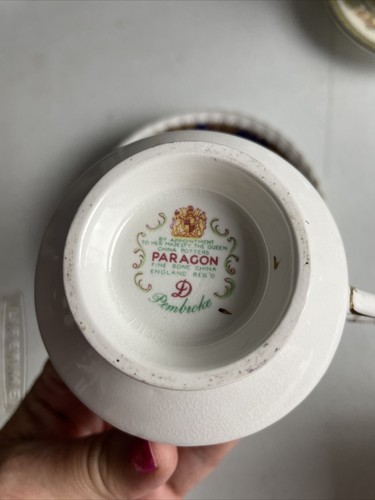 BY APPOINTMENT
TO HER MAJESTY THE QUEEN
CHINA POTTERS
PARAGON
FINE BONE CHINA
ENGLAND REG'D
D
Pembroke